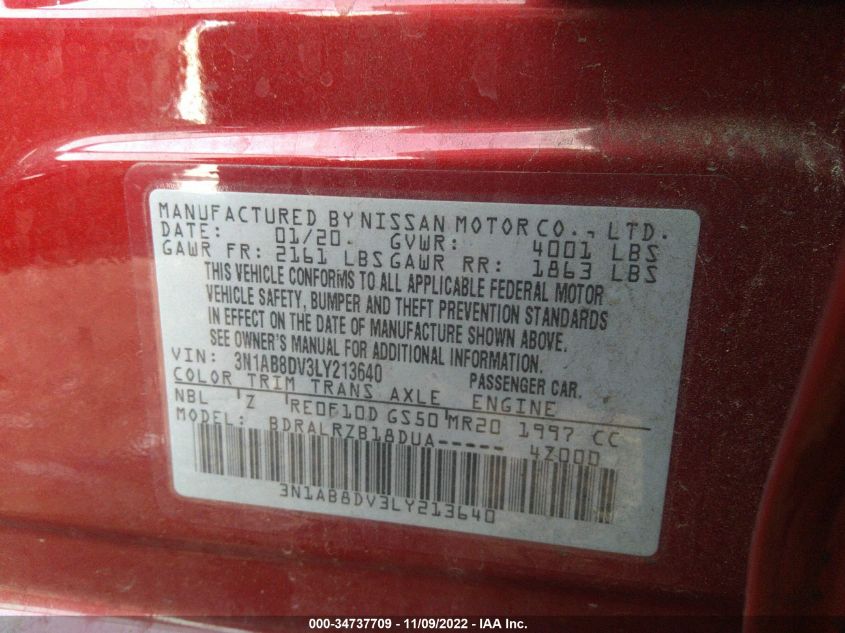 MANUFACTURED BY NISSAN MOTOR CO., LTD.
DATE: 01/20 GVWR: 4001 LBS
GAWR FR: 2161 LBS GAWR RR: 1863 LBS
THIS VEHICLE CONFORMS TO ALL APPLICABLE FEDERAL MOTOR
VEHICLE SAFETY, BUMPER AND THEFT PREVENTION STANDARDS
IN EFFECT ON THE DATE OF MANUFACTURE SHOWN ABOVE.
SEE OWNER'S MANUAL FOR ADDITIONAL INFORMATION.
VIN: 3N1AB8DV3LY213640 PASSENGER CAR.
COLOR TRIM TRANS AXLE ENGINE
NBL Z RE0F10D GS50 MR20 1997 CC
MODEL: BDRALRZB18DUA----- 4Z000
3N1AB8DV3LY213640
000-34737709 - 11/09/2022 - IAA Inc.